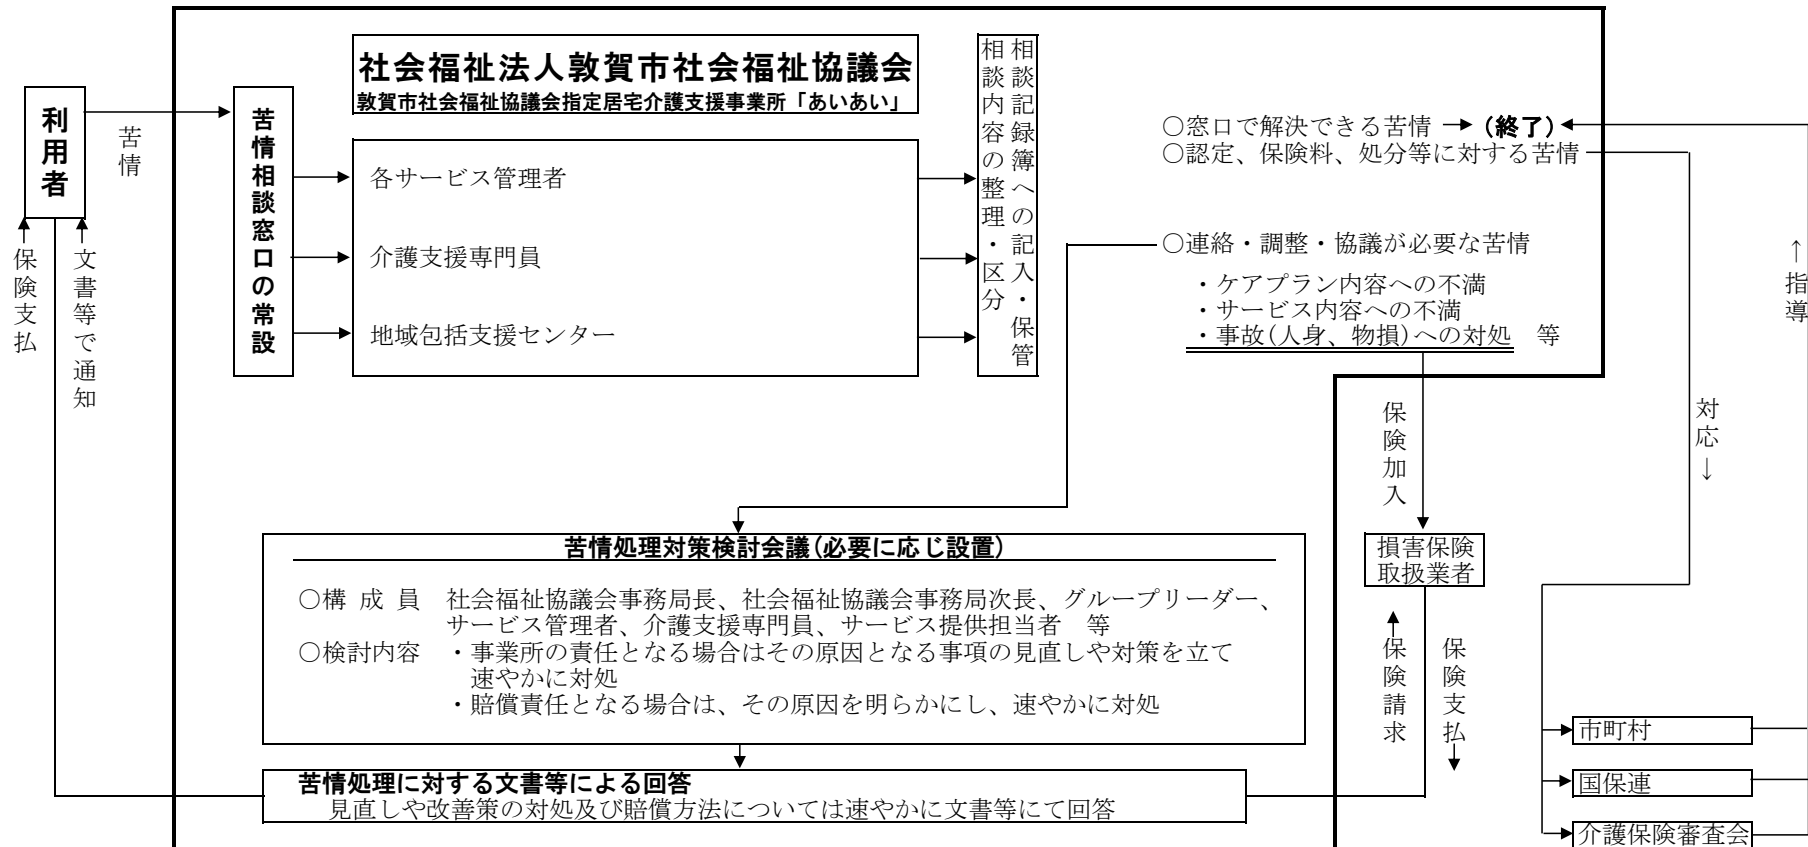 社会福祉法人敦賀市社会福祉協議会
敦賀市社会福祉協議会指定居宅介護支援事業所「あいあい」
利用者
苦情
保険支払
文書等で通知
苦情相談窓口の常設
各サービス管理者
介護支援専門員
地域包括支援センター
相談記録簿への記入・保管
相談内容の整理・区分
○窓口で解決できる苦情 → (終了)
○認定、保険料、処分等に対する苦情
○連絡・調整・協議が必要な苦情
・ケアプラン内容への不満
・サービス内容への不満
・事故(人身、物損)への対処 等
↑指導
対応↓
保険加入
損害保険
取扱業者
保険請求
保険支払
苦情処理対策検討会議(必要に応じ設置)
○構 成 員 社会福祉協議会事務局長、社会福祉協議会事務局次長、グループリーダー、
サービス管理者、介護支援専門員、サービス提供担当者 等
○検討内容 ・事業所の責任となる場合はその原因となる事項の見直しや対策を立て
速やかに対処
・賠償責任となる場合は、その原因を明らかにし、速やかに対処
苦情処理に対する文書等による回答
見直しや改善策の対処及び賠償方法については速やかに文書等にて回答
市町村
国保連
介護保険審査会